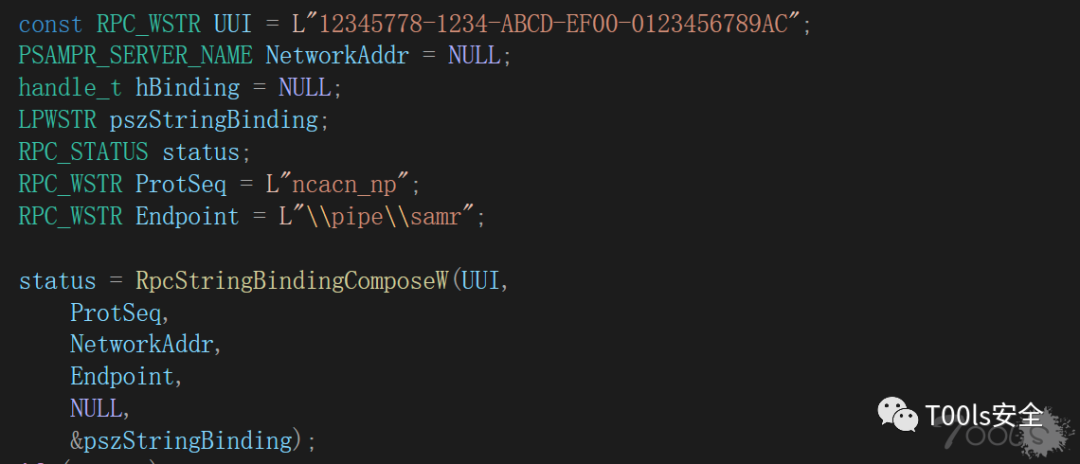 const RPC_WSTR UUI = L"12345778-1234-ABCD-EF00-0123456789AC";
PSAMPR_SERVER_NAME NetworkAddr = NULL;
handle_t hBinding = NULL;
LPWSTR pszStringBinding;
RPC_STATUS status;
RPC_WSTR ProtSeq = L"ncacn_np";
RPC_WSTR Endpoint = L"\\pipe\\samr";
status = RpcStringBindingComposeW(UUI,
ProtSeq,
NetworkAddr,
Endpoint,
NULL,
&pszStringBinding);
T00ls安全